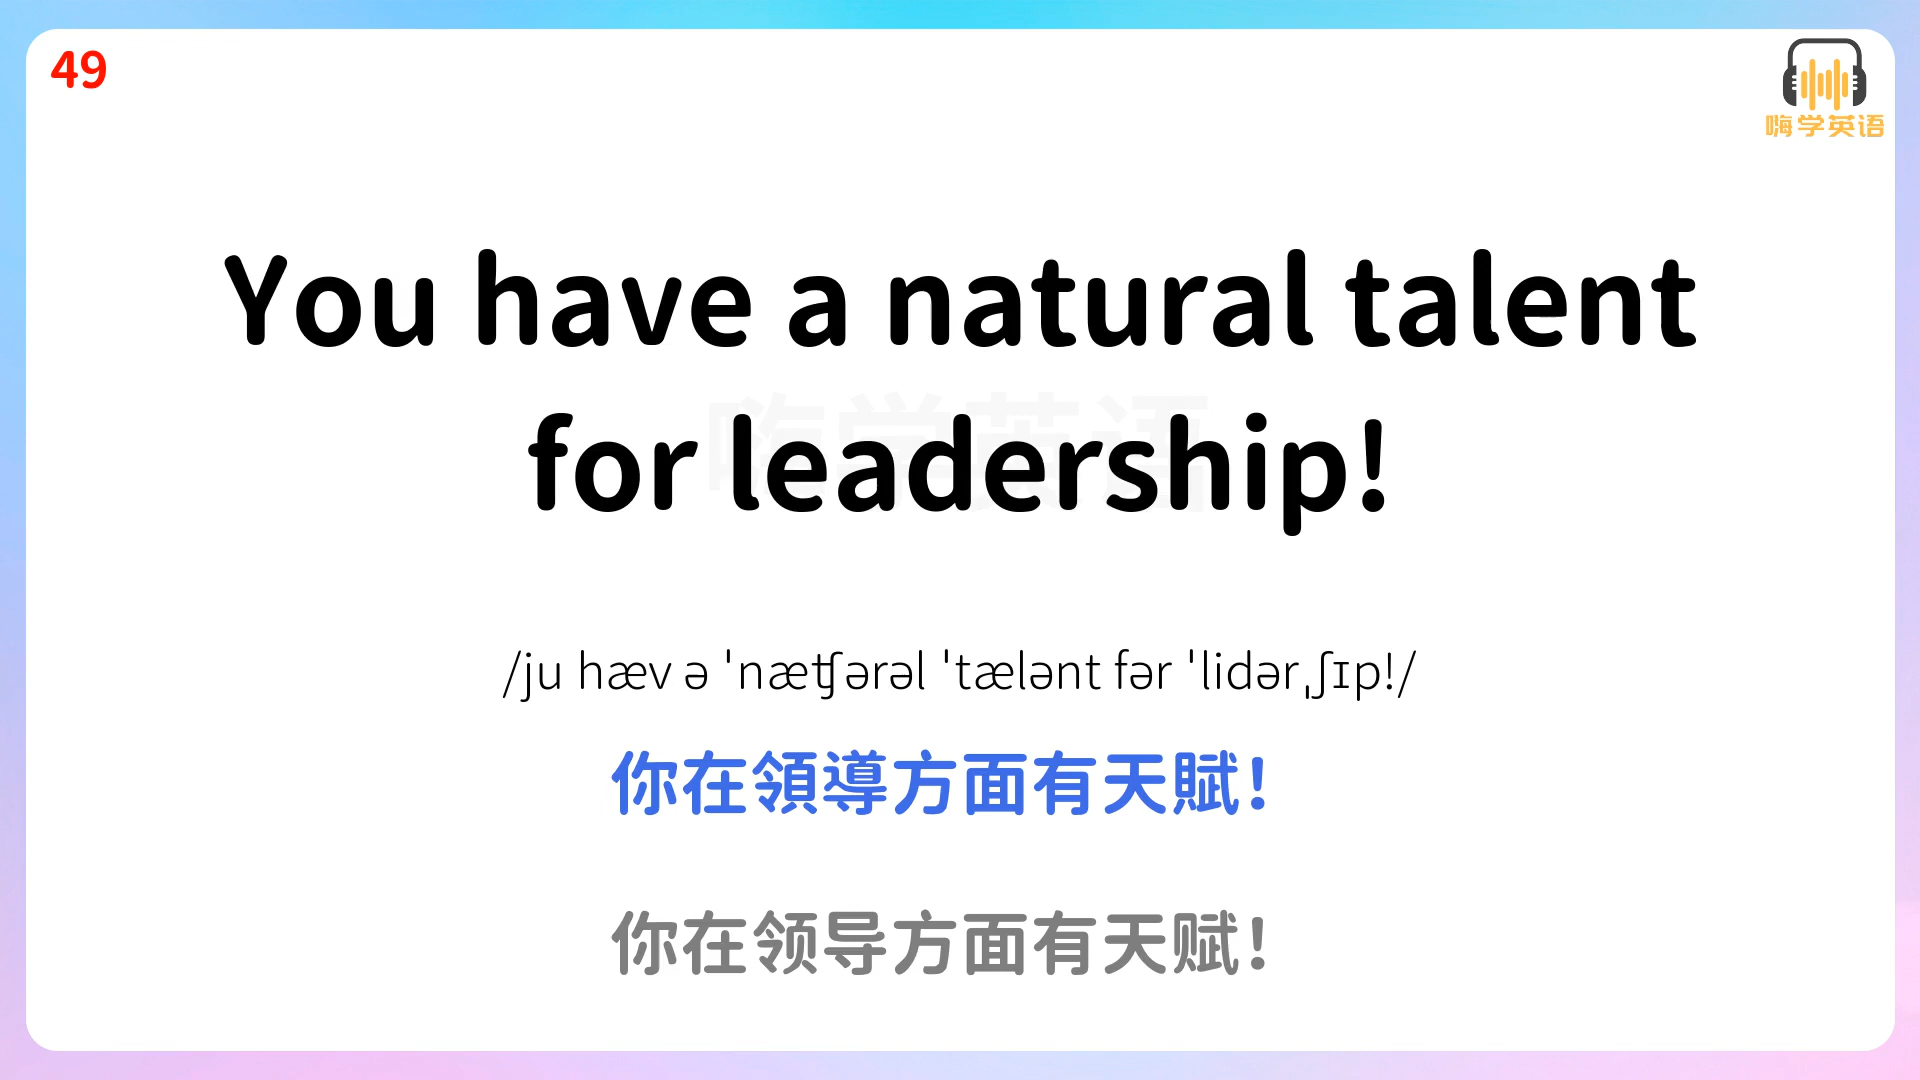 49
嗨学英语
You have a natural talent
for leadership!
/ju hæv ə ˈnæʧərəl ˈtælənt fər ˈlidərˌʃɪp!/
你在領導方面有天賦！
你在领导方面有天赋！